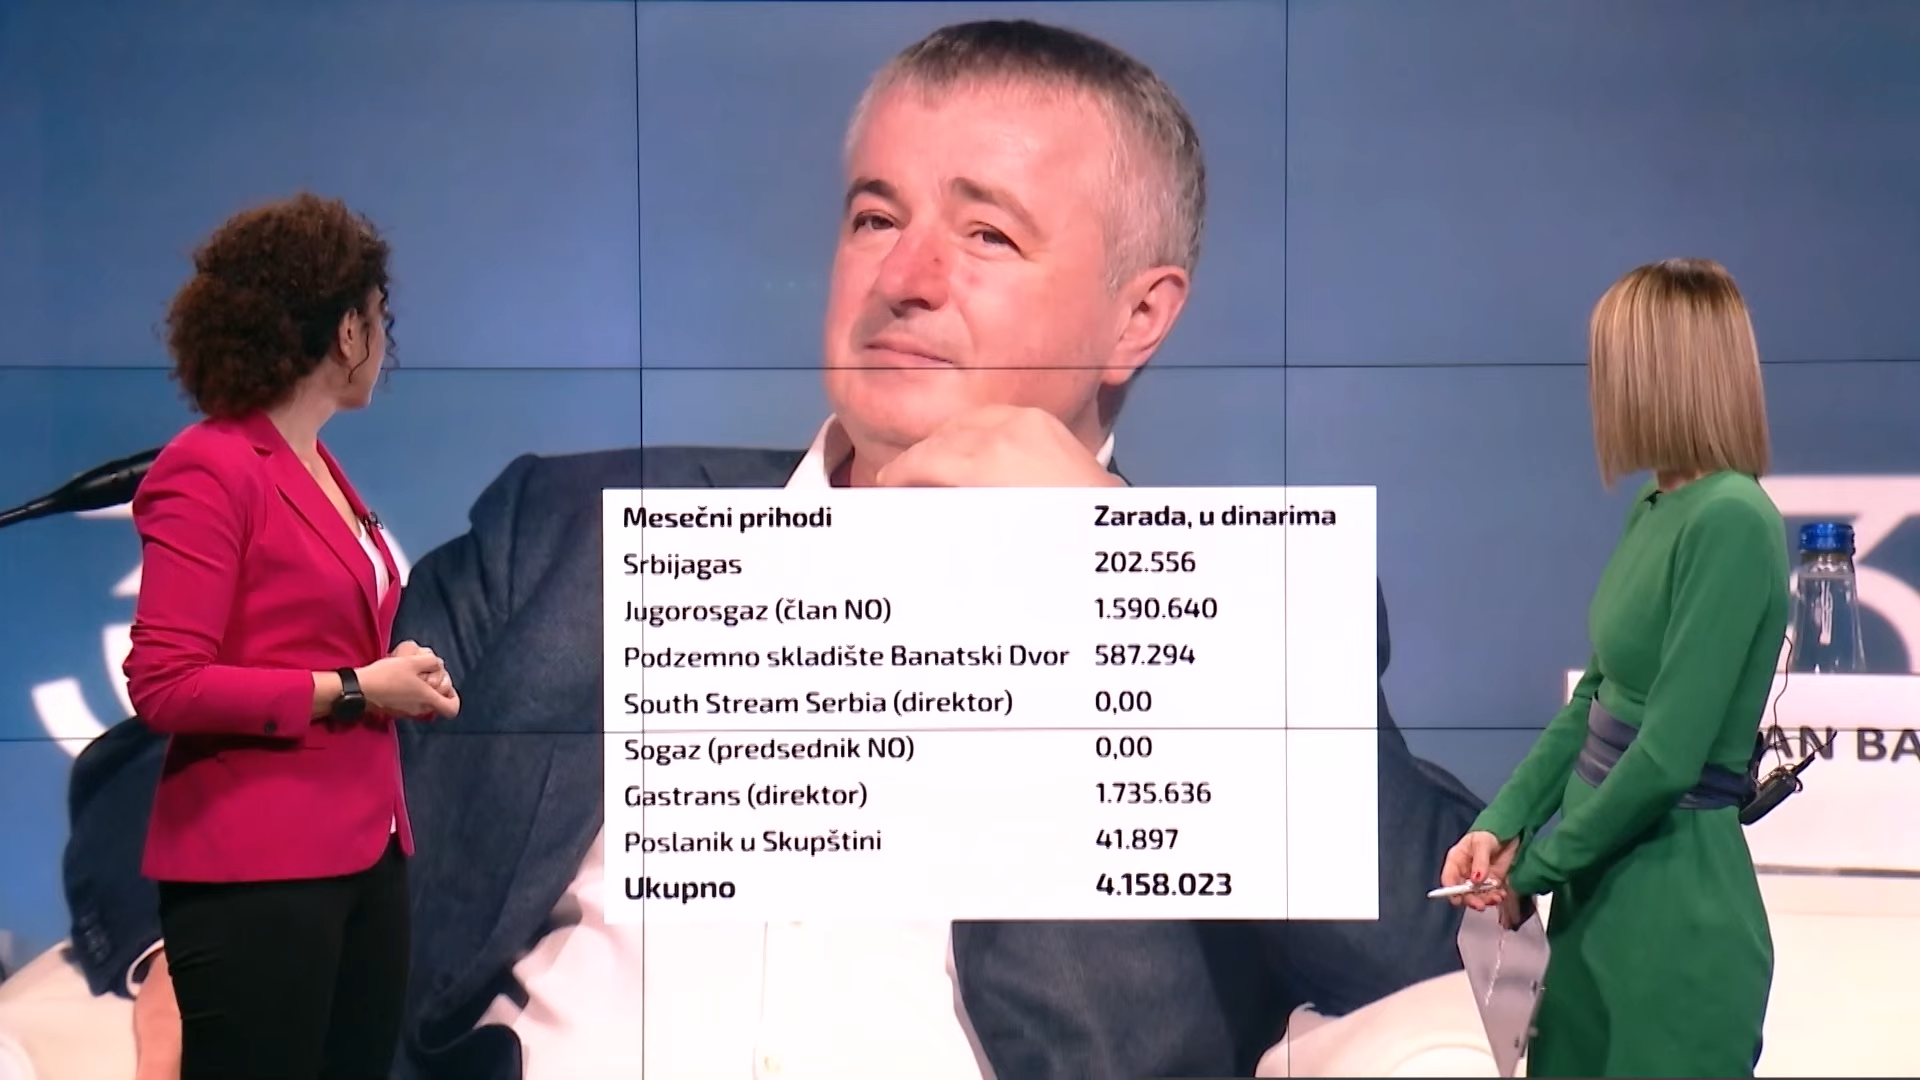 Mesečni prihodi Zarada, u dinarima
Srbijagas 202.556
Jugorosgaz (član NO) 1.590.640
Podzemno skladište Banatski Dvor 587.294
South Stream Serbia (direktor) 0,00
Sogaz (predsednik NO) 0,00
Gastrans (direktor) 1.735.636
Poslanik u Skupštini 41.897
Ukupno 4.158.023
AN BA